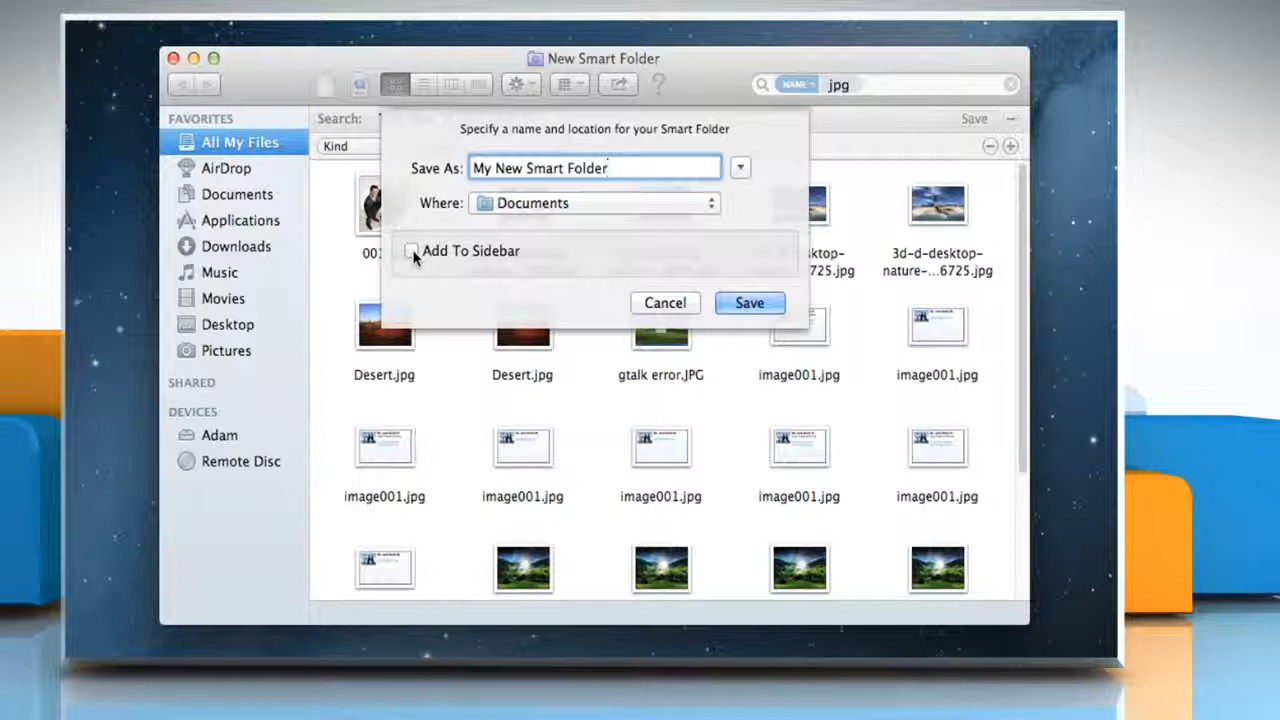 New Smart Folder
NAME jpg
FAVORITES
All My Files
AirDrop
Documents
Applications
Downloads
Music
Movies
Desktop
Pictures
SHARED
DEVICES
Adam
Remote Disc
Search:
Save
Kind
Specify a name and location for your Smart Folder
Save As: My New Smart Folder
Where: Documents
Add To Sidebar
Cancel Save
001
725.jpg
3d-d-desktop-
nature-...6725.jpg
Desert.jpg Desert.jpg gtalk error.JPG image001.jpg image001.jpg
image001.jpg image001.jpg image001.jpg image001.jpg image001.jpg